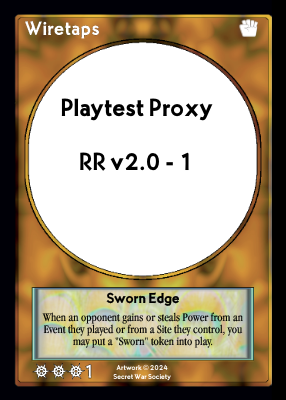 Wiretaps
Playtest Proxy
RR v2.0 - 1
Sworn Edge
When an opponent gains or steals Power from an
Event they played or from a Site they control, you
may put a "Sworn" token into play.
1
Artwork © 2024
Secret War Society